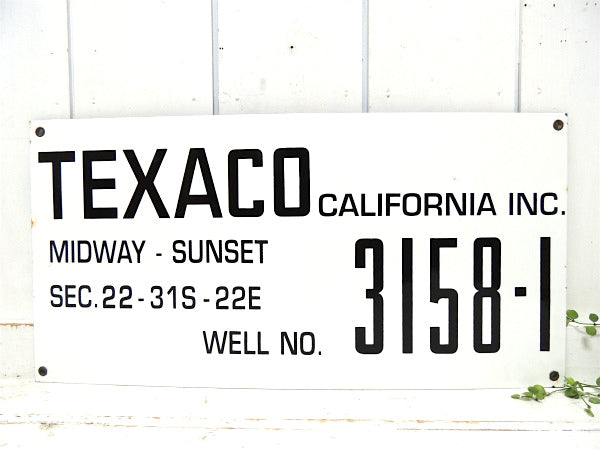 TEXACO CALIFORNIA INC.
MIDWAY - SUNSET
SEC. 22 - 31S - 22E
WELL NO. 3158-1